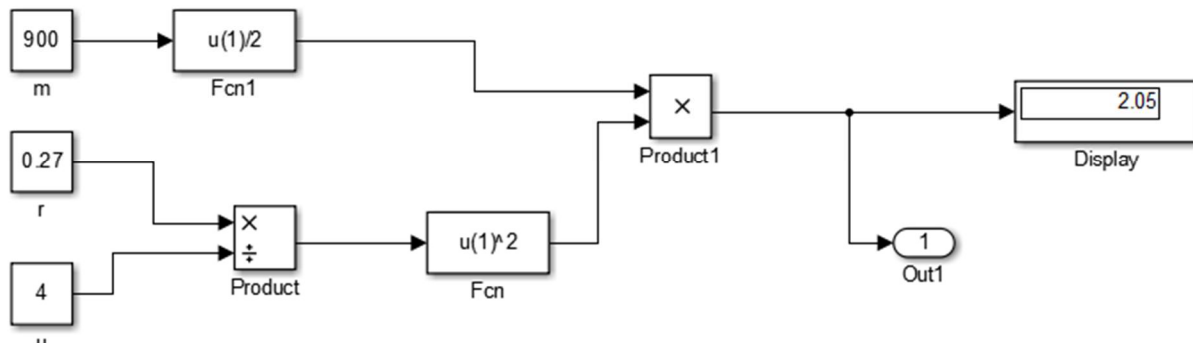 900
m
u(1)/2
Fcn1
0.27
r
×
÷
Product
4
u(1)^2
Fcn
×
Product1
2.05
Display
1
Out1